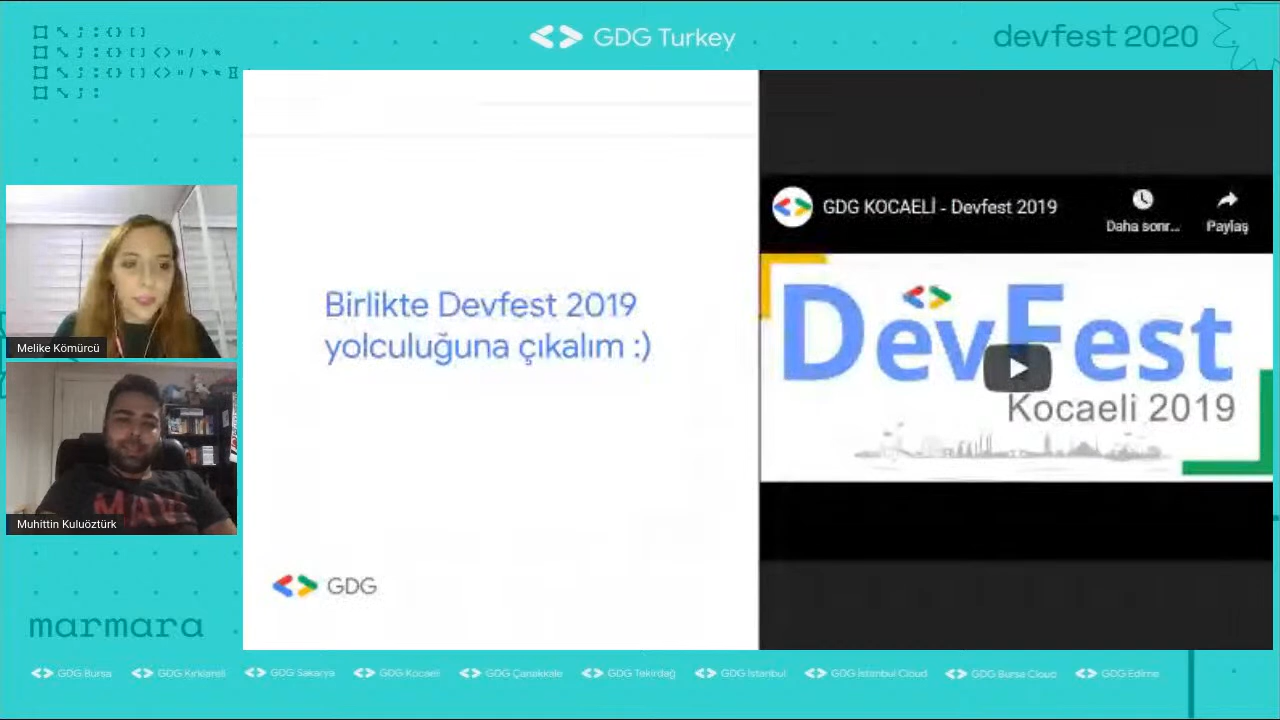 GDG Turkey
devfest 2020
GDG KOCAELİ - Devfest 2019
Daha sonr...
Paylaş
Birlikte Devfest 2019
yolculuğuna çıkalım :)
DevFest
Kocaeli 2019
Melike Kömürcü
MAVİ
Muhittin Kuluöztürk
GDG
marmara
GDG Bursa
GDG Kırklareli
GDG Sakarya
GDG Kocaeli
GDG Çanakkale
GDG Tekirdağ
GDG İstanbul
GDG İstanbul Cloud
GDG Bursa Cloud
GDG Edirne